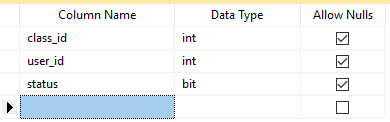 Column Name Data Type Allow Nulls
class_id int
user_id int
status bit